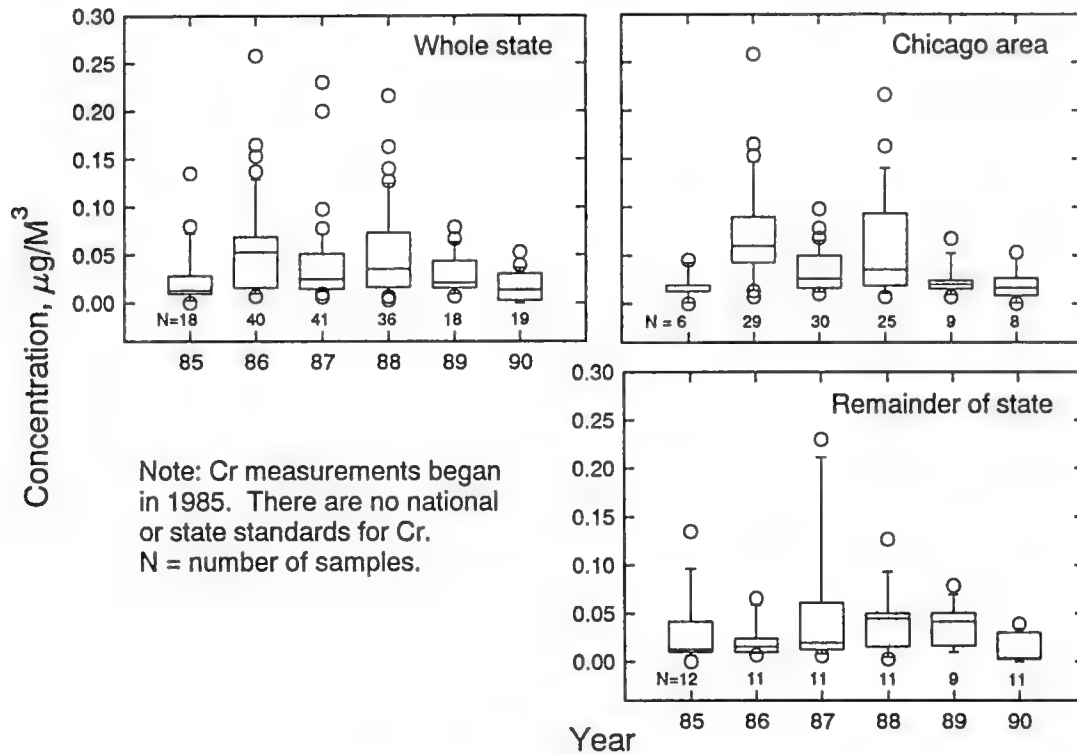 Concentration, μg/M³
0.30
0.25
0.20
0.15
0.10
0.05
0.00
Whole state
N=18 40 41 36 18 19
85 86 87 88 89 90
Chicago area
N = 6 29 30 25 9 8
Note: Cr measurements began
in 1985. There are no national
or state standards for Cr.
N = number of samples.
0.30
0.25
0.20
0.15
0.10
0.05
0.00
Remainder of state
N=12 11 11 11 9 11
85 86 87 88 89 90
Year